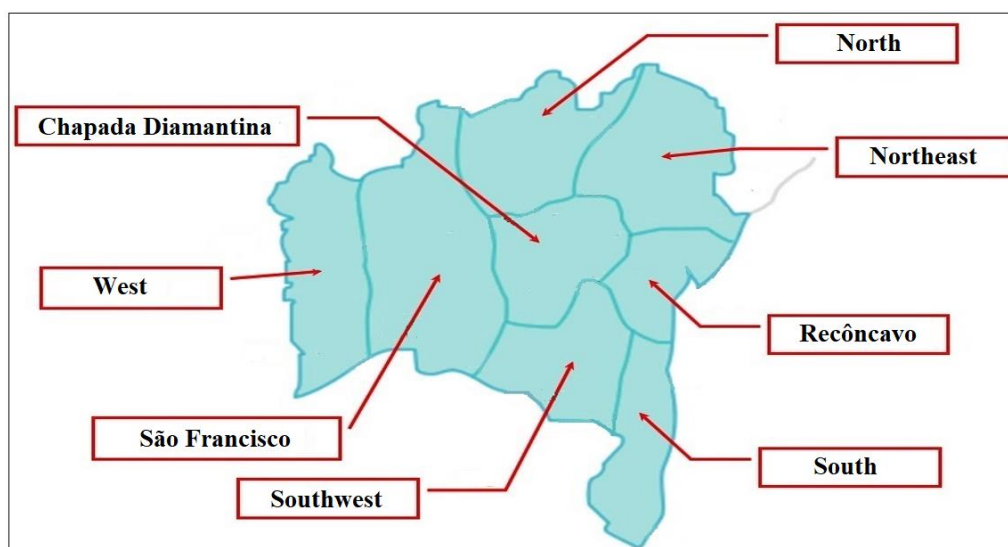 North
Chapada Diamantina
Northeast
West
Recôncavo
São Francisco
South
Southwest